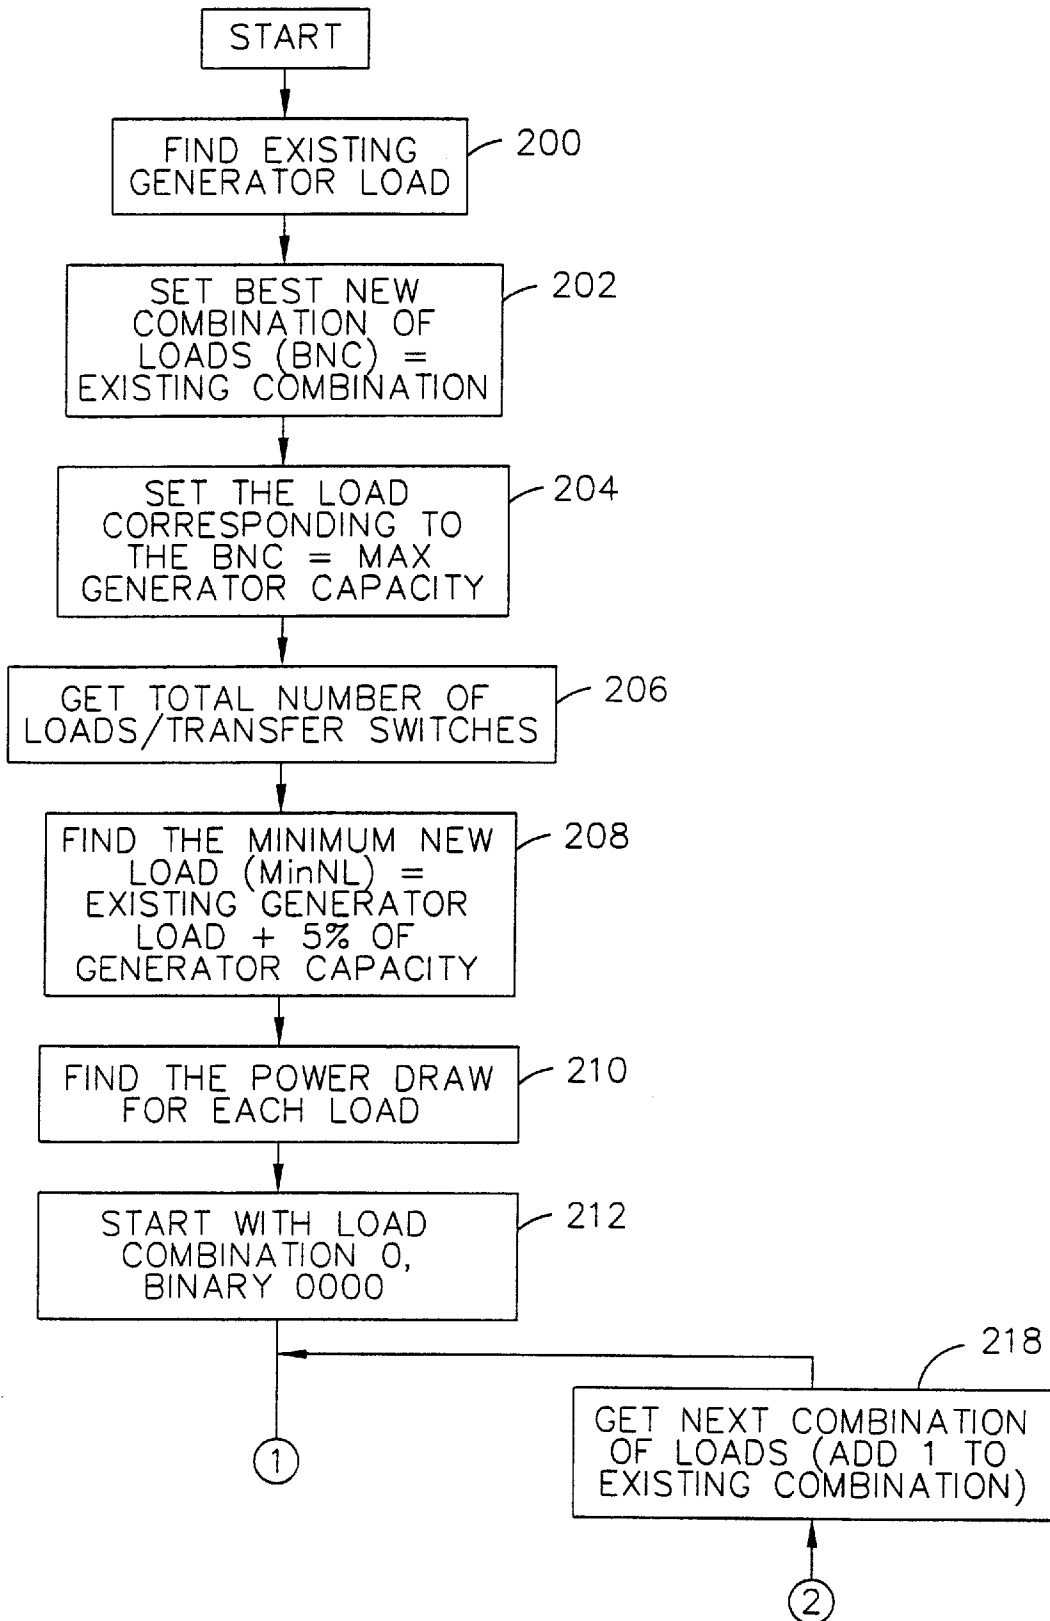 START
FIND EXISTING
GENERATOR LOAD
200
SET BEST NEW
COMBINATION OF
LOADS (BNC) =
EXISTING COMBINATION
202
SET THE LOAD
CORRESPONDING TO
THE BNC = MAX
GENERATOR CAPACITY
204
GET TOTAL NUMBER OF
LOADS/TRANSFER SWITCHES
206
FIND THE MINIMUM NEW
LOAD (MinNL) =
EXISTING GENERATOR
LOAD + 5% OF
GENERATOR CAPACITY
208
FIND THE POWER DRAW
FOR EACH LOAD
210
START WITH LOAD
COMBINATION 0,
BINARY 0000
212
218
GET NEXT COMBINATION
OF LOADS (ADD 1 TO
EXISTING COMBINATION)
1
2